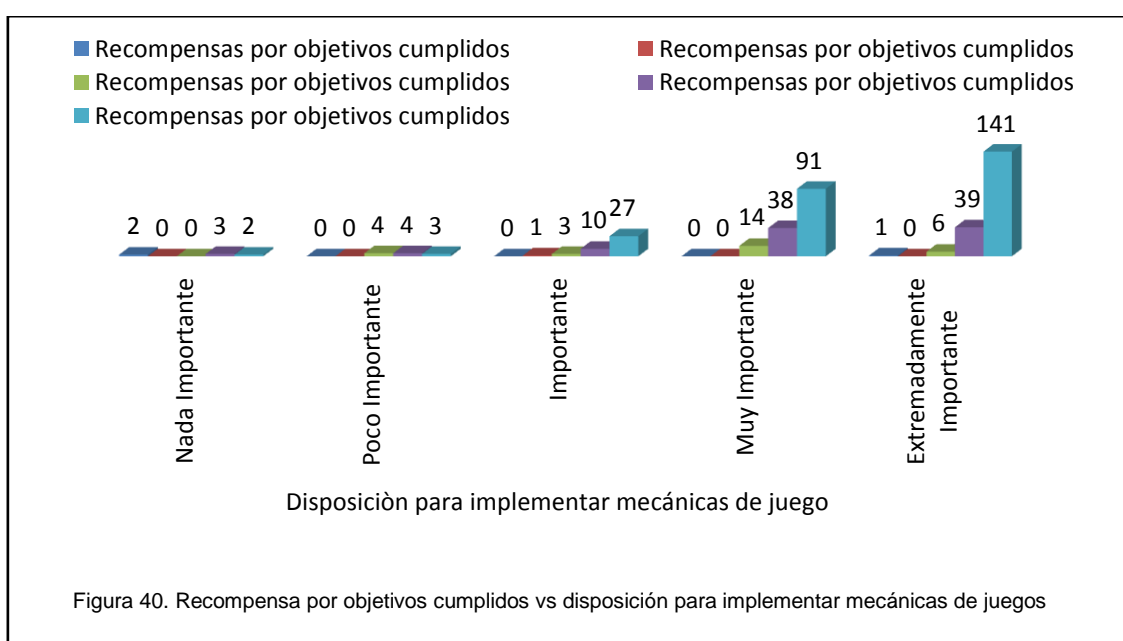 Recompensas por objetivos cumplidos
Recompensas por objetivos cumplidos
Recompensas por objetivos cumplidos
Recompensas por objetivos cumplidos
Recompensas por objetivos cumplidos
2 0 0 3 2
0 0 4 4 3
0 1 3 10 27
0 0 14 38 91
1 0 6 39 141
Nada Importante
Poco Importante
Importante
Muy Importante
Extremadamente
Importante
Disposiciòn para implementar mecánicas de juego
Figura 40. Recompensa por objetivos cumplidos vs disposición para implementar mecánicas de juegos